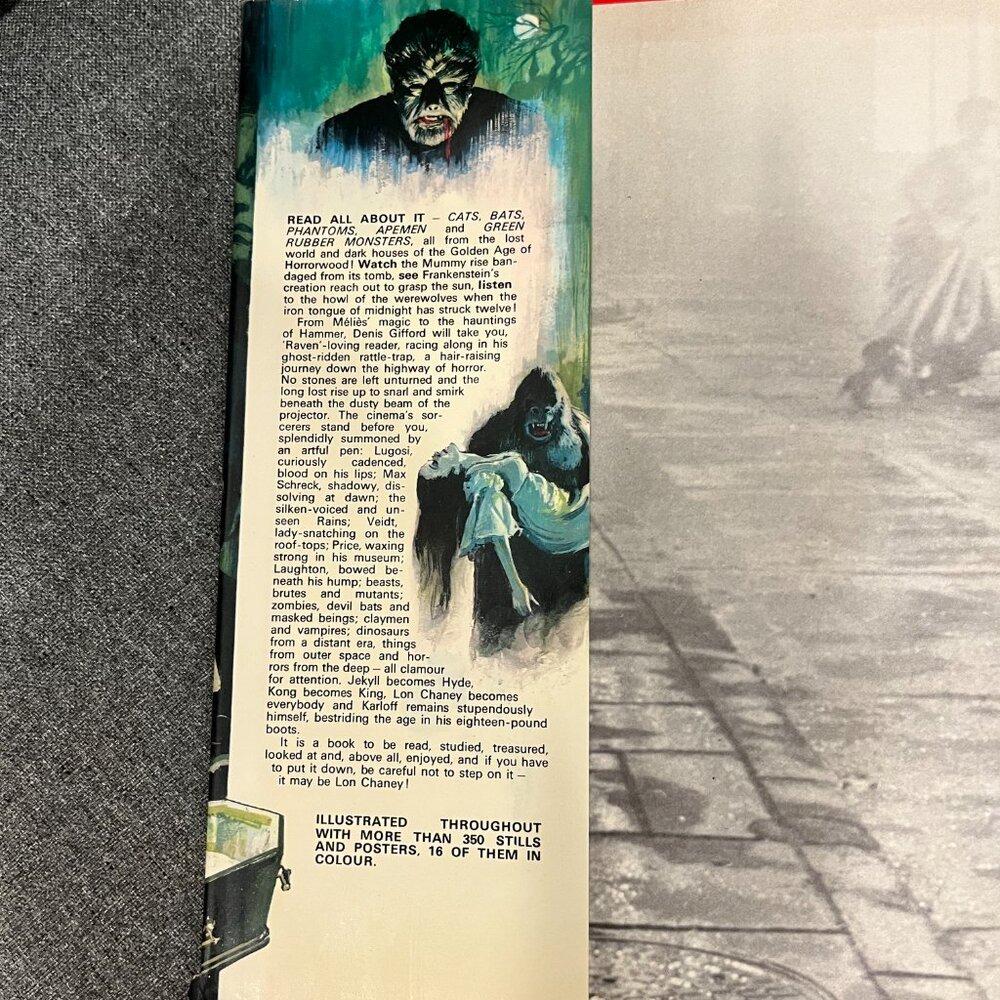 READ ALL ABOUT IT – CATS, BATS,
PHANTOMS, APEMEN and GREEN
RUBBER MONSTERS, all from the lost
world and dark houses of the Golden Age of
Horrorwood! Watch the Mummy rise ban-
daged from its tomb, see Frankenstein's
creation reach out to grasp the sun, listen
to the howl of the werewolves when the
iron tongue of midnight has struck twelve!
From Méliès' magic to the hauntings
of Hammer, Denis Gifford will take you,
'Raven'-loving reader, racing along in his
ghost-ridden rattle-trap, a hair-raising
journey down the highway of horror.
No stones are left unturned and the
long lost rise up to snarl and smirk
beneath the dusty beam of the
projector. The cinema's sor-
cerers stand before you,
splendidly summoned by
an artful pen: Lugosi,
curiously cadenced,
blood on his lips; Max
Schreck, shadowy, dis-
solving at dawn; the
silken-voiced and un-
seen Rains; Veidt,
lady-snatching on the
roof-tops; Price, waxing
strong in his museum;
Laughton, bowed be-
neath his hump; beasts,
brutes and mutants;
zombies, devil bats and
masked beings; claymen
and vampires; dinosaurs
from a distant era, things
from outer space and hor-
rors from the deep – all clamour
for attention. Jekyll becomes Hyde,
Kong becomes King, Lon Chaney becomes
everybody and Karloff remains stupendously
himself, bestriding the age in his eighteen-pound
boots.
It is a book to be read, studied, treasured,
looked at and, above all, enjoyed, and if you have
to put it down, be careful not to step on it –
it may be Lon Chaney!
ILLUSTRATED THROUGHOUT
WITH MORE THAN 350 STILLS
AND POSTERS, 16 OF THEM IN
COLOUR.